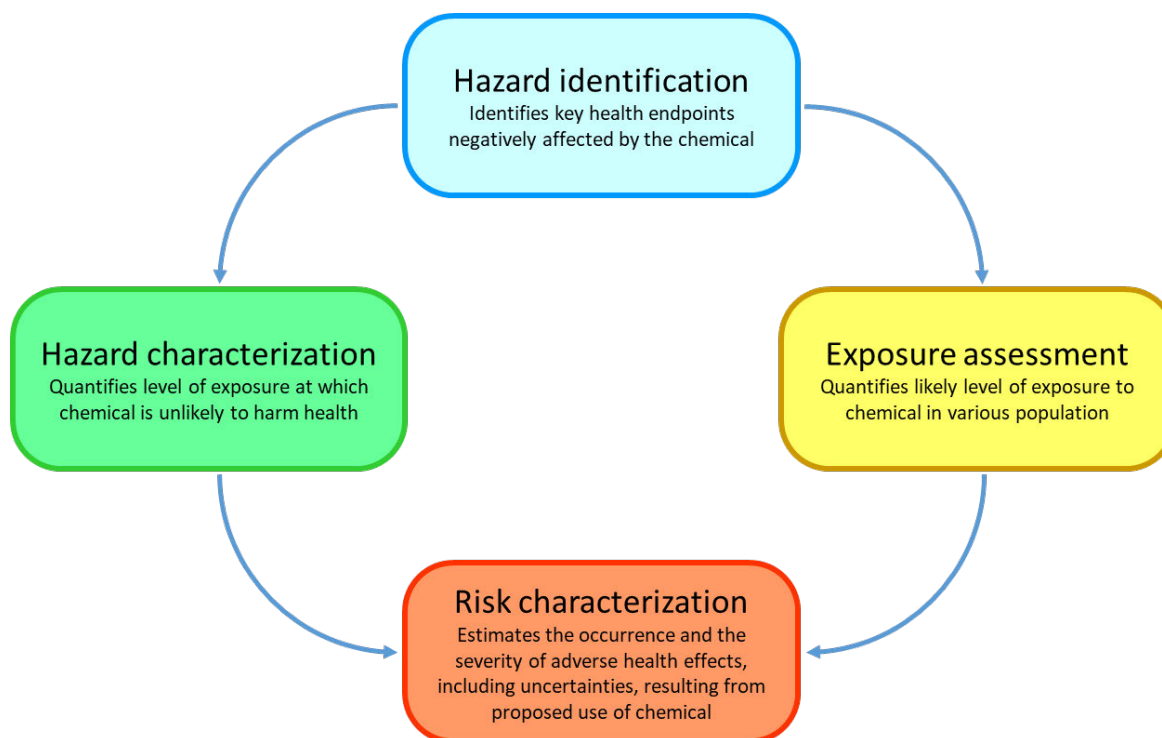 Hazard identification
Identifies key health endpoints
negatively affected by the chemical
Hazard characterization
Quantifies level of exposure at which
chemical is unlikely to harm health
Exposure assessment
Quantifies likely level of exposure to
chemical in various population
Risk characterization
Estimates the occurrence and the
severity of adverse health effects,
including uncertainties, resulting from
proposed use of chemical